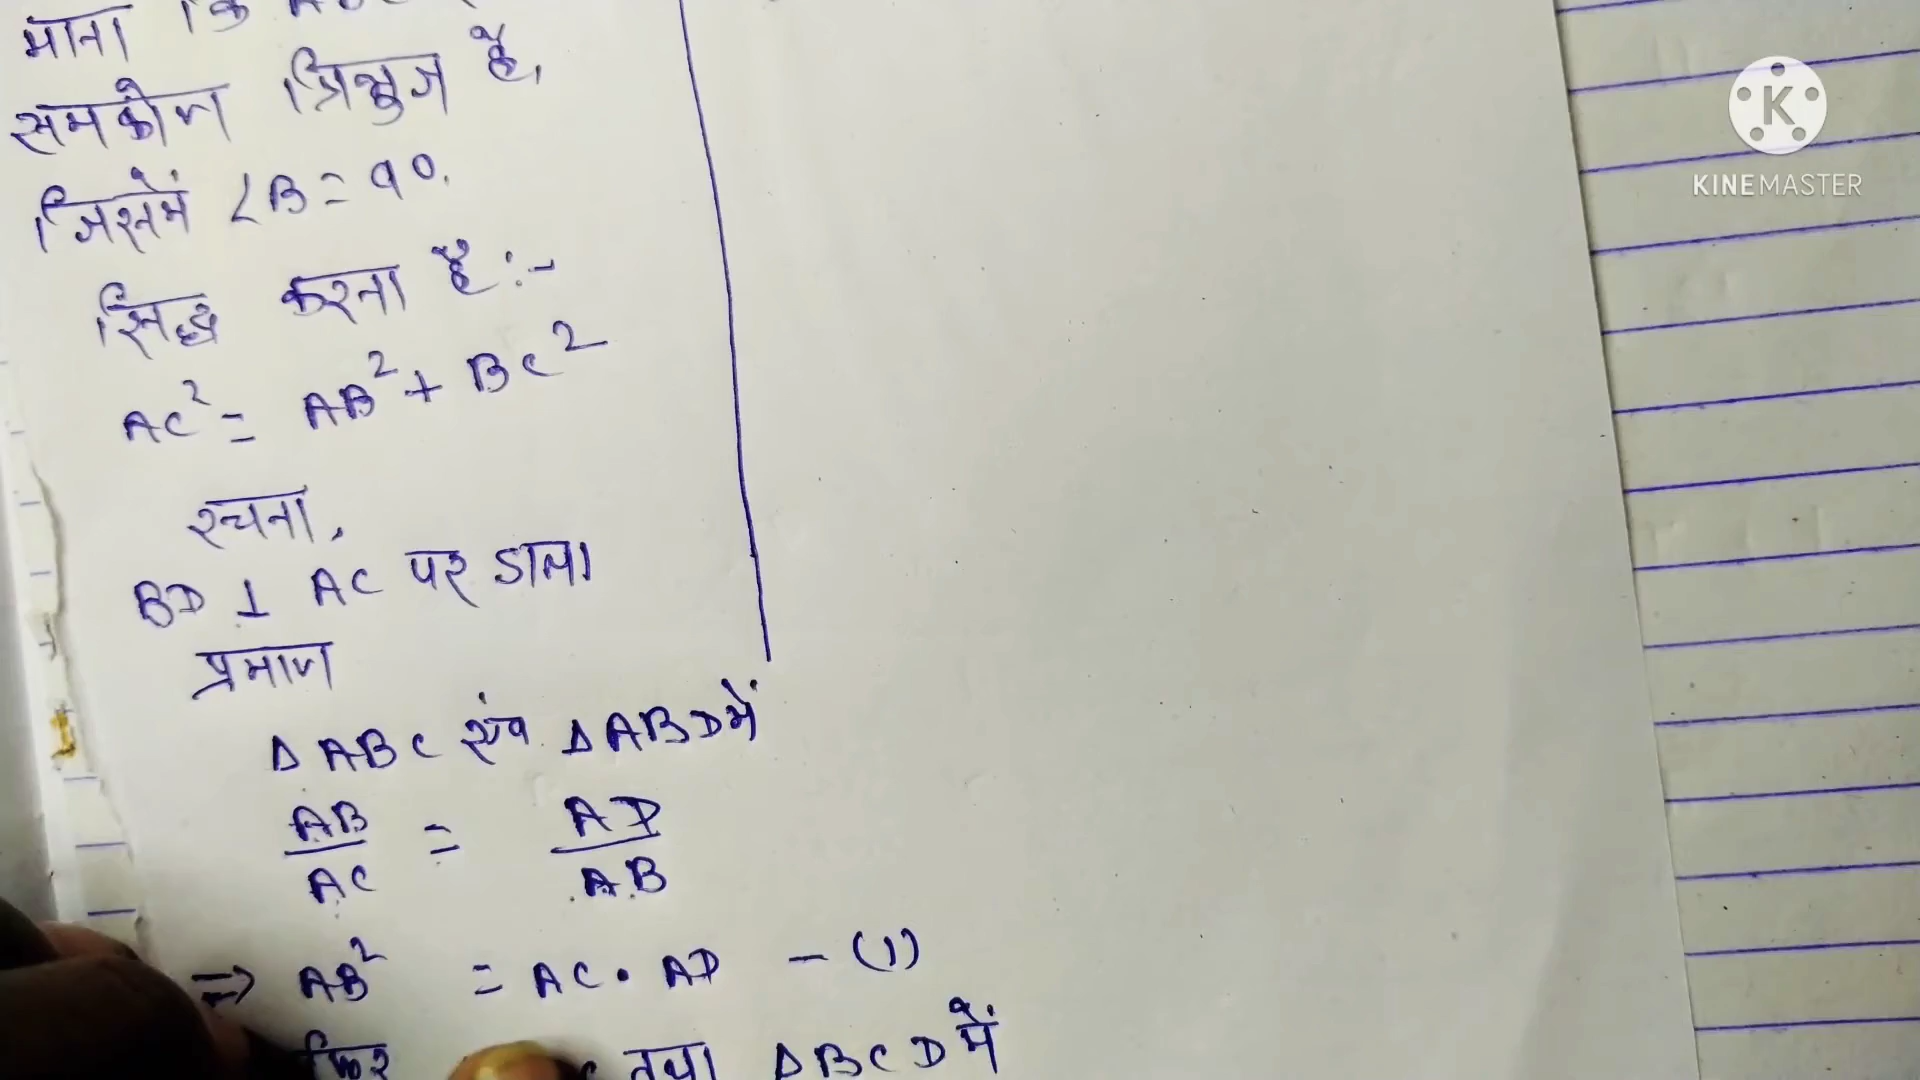 माना कि ABC
समकोण त्रिभुज है,
जिसमें ∠B = 90.
सिद्ध करना है :-
AC² = AB² + BC²
रचना,
BD ⊥ AC पर डाला
प्रमाण
Δ ABC एंव Δ ABD में
AB/AC = AD/AB
⇒ AB² = AC · AD – (1)
फिर तथा Δ BCD में
KINEMASTER